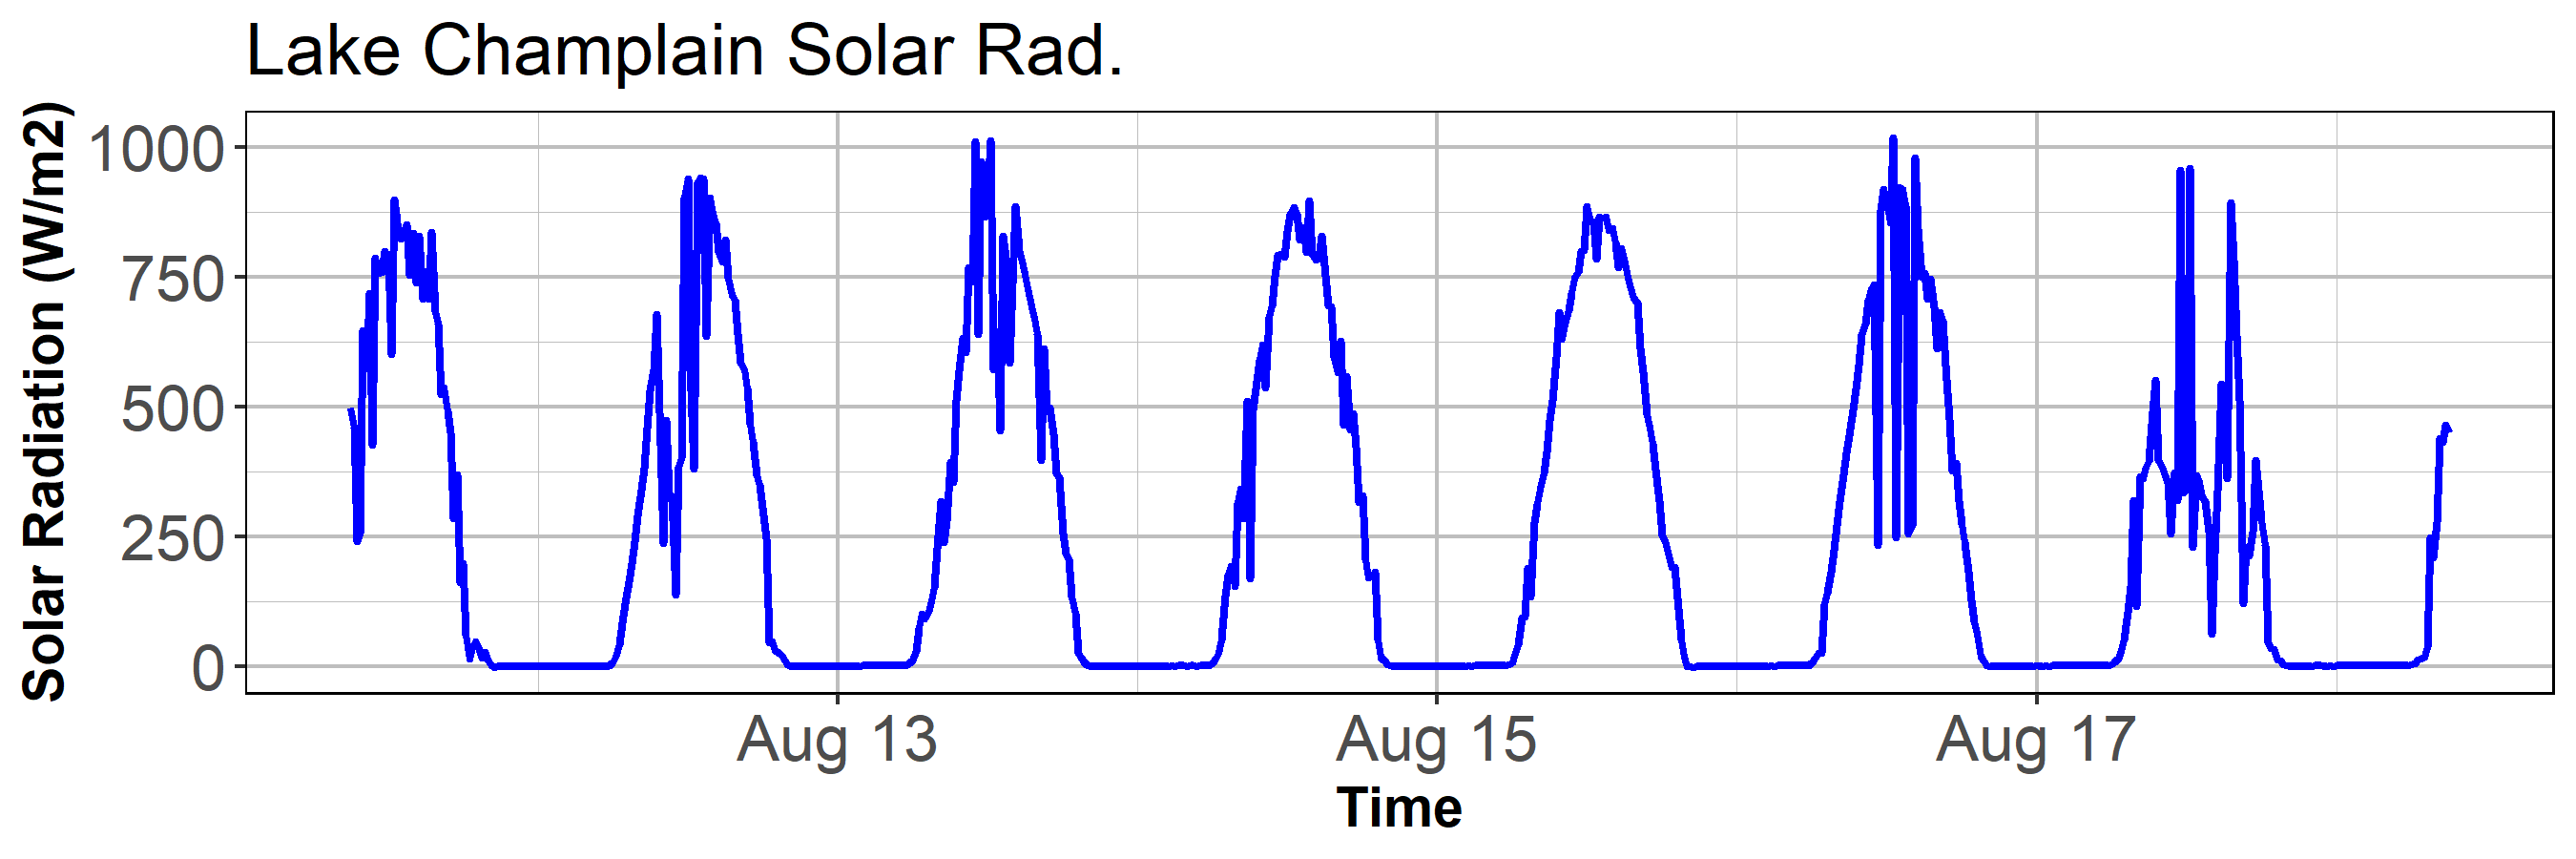 Lake Champlain Solar Rad.
Solar Radiation (W/m2)
1000
750
500
250
0
Aug 13 Aug 15 Aug 17
Time